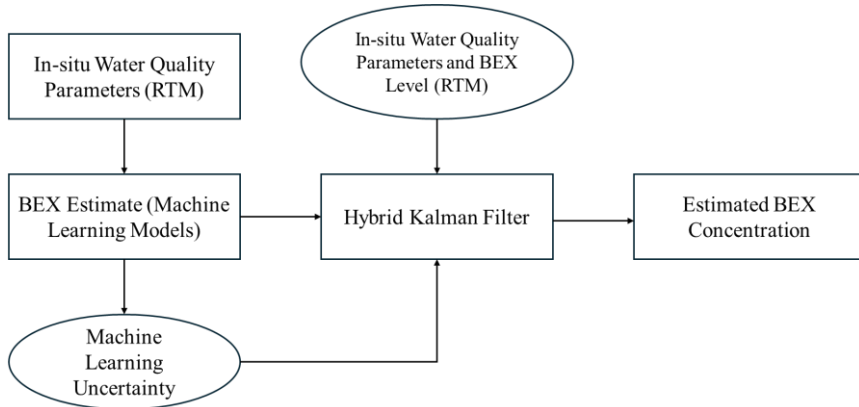 In-situ Water Quality
Parameters (RTM)
In-situ Water Quality
Parameters and BEX
Level (RTM)
BEX Estimate (Machine
Learning Models)
Hybrid Kalman Filter
Estimated BEX
Concentration
Machine
Learning
Uncertainty